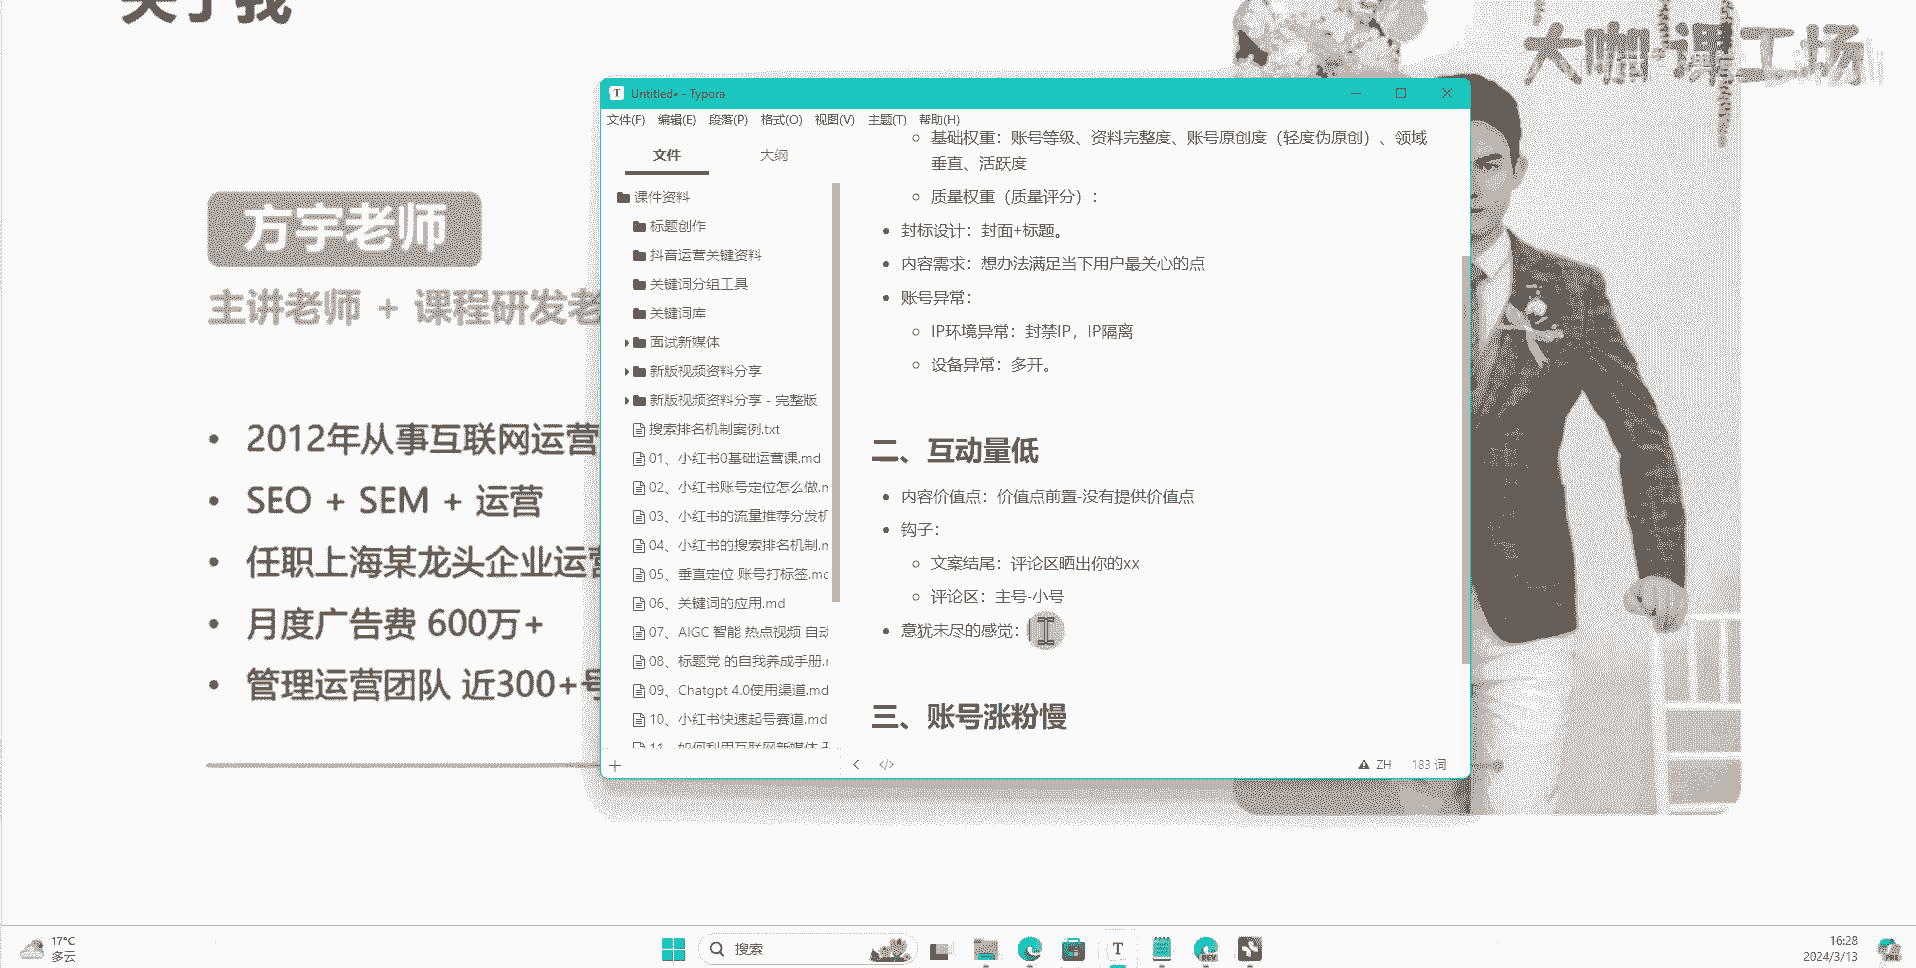 关于我
大咖课工场
方宇老师
主讲老师 + 课程研发老
2012年从事互联网运营
SEO + SEM + 运营
任职上海某龙头企业运营
月度广告费 600万+
管理运营团队 近300+号
Untitled• - Typora
文件(F) 编辑(E) 段落(P) 格式(O) 视图(V) 主题(T) 帮助(H)
文件 大纲
课件资料
标题创作
抖音运营关键资料
关键词分组工具
关键词库
面试新媒体
新版视频资料分享
新版视频资料分享 - 完整版
搜索排名机制案例.txt
01、小红书0基础运营课.md
02、小红书账号定位怎么做.m
03、小红书的流量推荐分发机
04、小红书的搜索排名机制.m
05、垂直定位 账号打标签.mc
06、关键词的应用.md
07、AIGC 智能 热点视频 自动
08、标题党 的自我养成手册.r
09、Chatgpt 4.0使用渠道.md
10、小红书快速起号赛道.md
11、如何利用互联网新媒体
基础权重：账号等级、资料完整度、账号原创度（轻度伪原创）、领域
垂直、活跃度
质量权重（质量评分）：
封标设计：封面+标题。
内容需求：想办法满足当下用户最关心的点
账号异常：
IP环境异常：封禁IP，IP隔离
设备异常：多开。
二、互动量低
内容价值点：价值点前置-没有提供价值点
钩子：
文案结尾：评论区晒出你的xx
评论区：主号-小号
意犹未尽的感觉：
三、账号涨粉慢
ZH 183 词
17°C
多云
搜索
16:28
2024/3/13